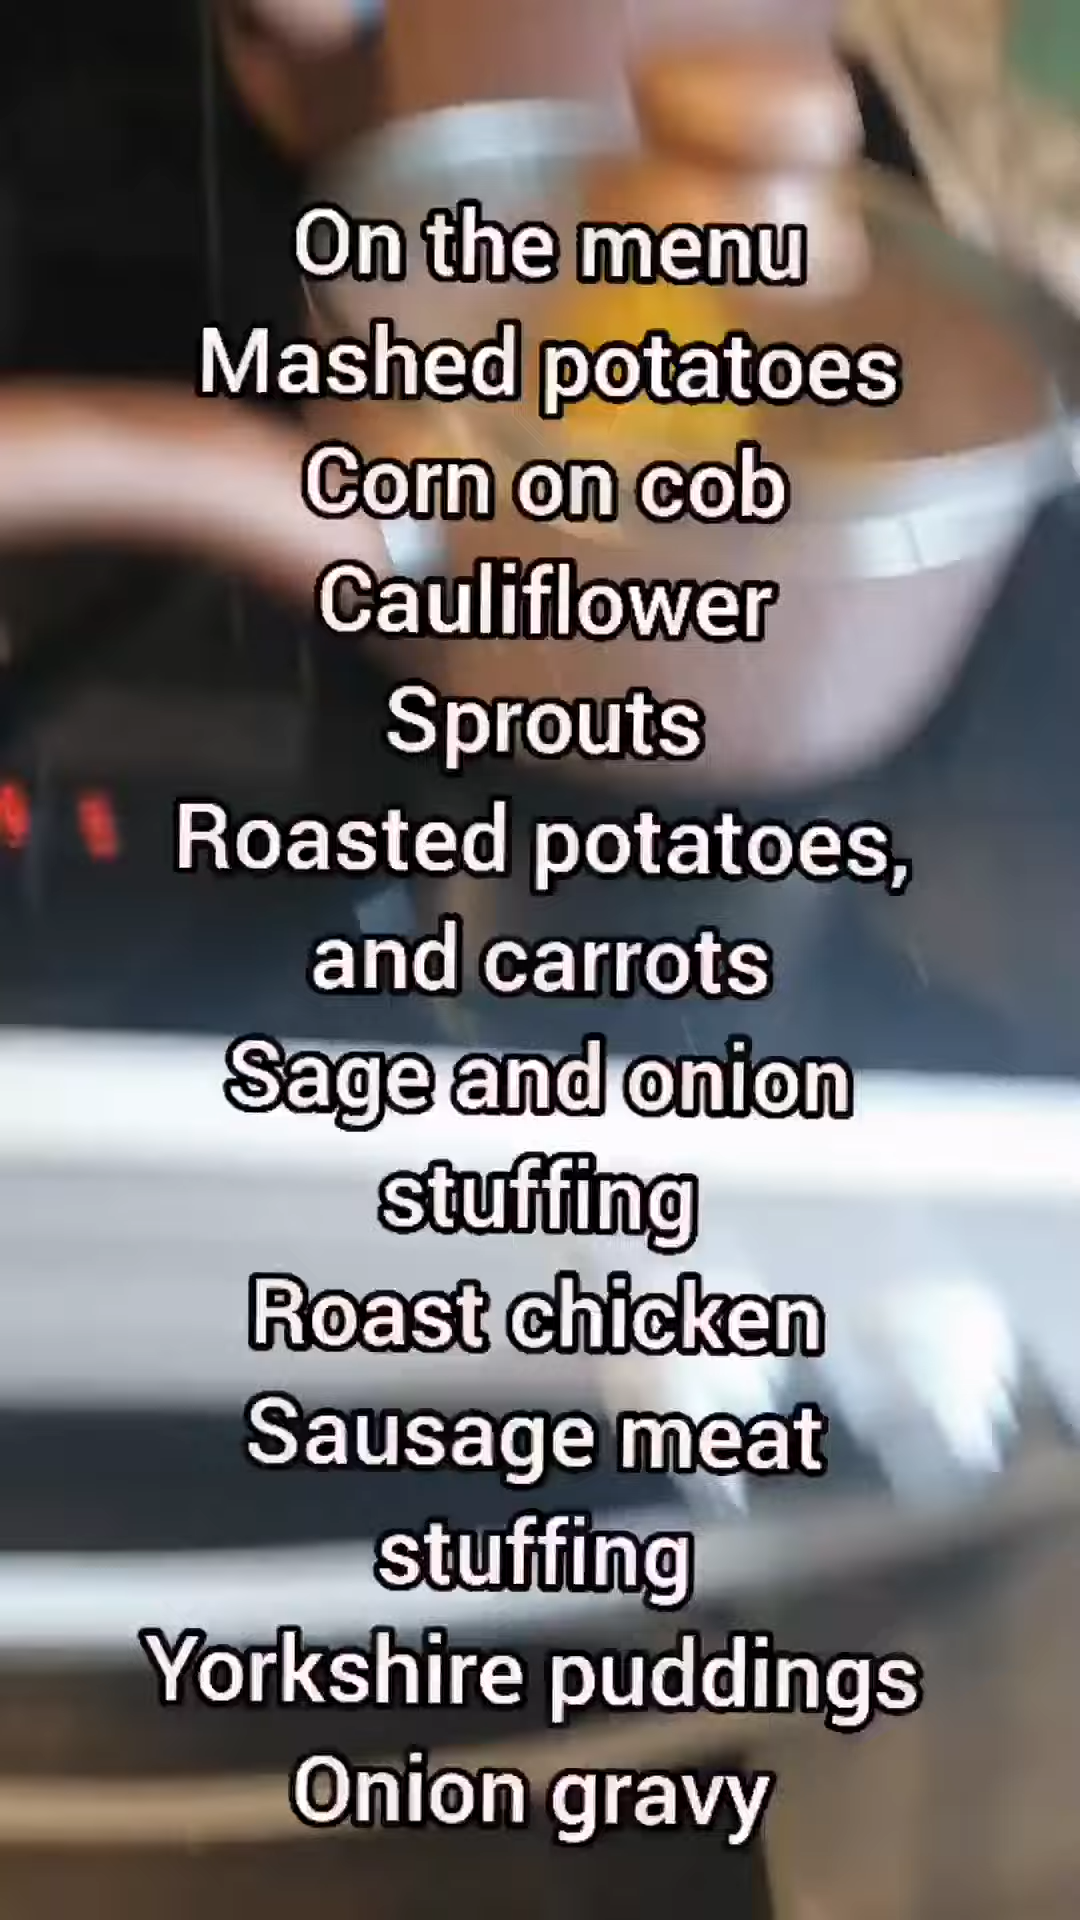 On the menu
Mashed potatoes
Corn on cob
Cauliflower
Sprouts
Roasted potatoes,
and carrots
Sage and onion
stuffing
Roast chicken
Sausage meat
stuffing
Yorkshire puddings
Onion gravy